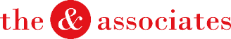 the & associates